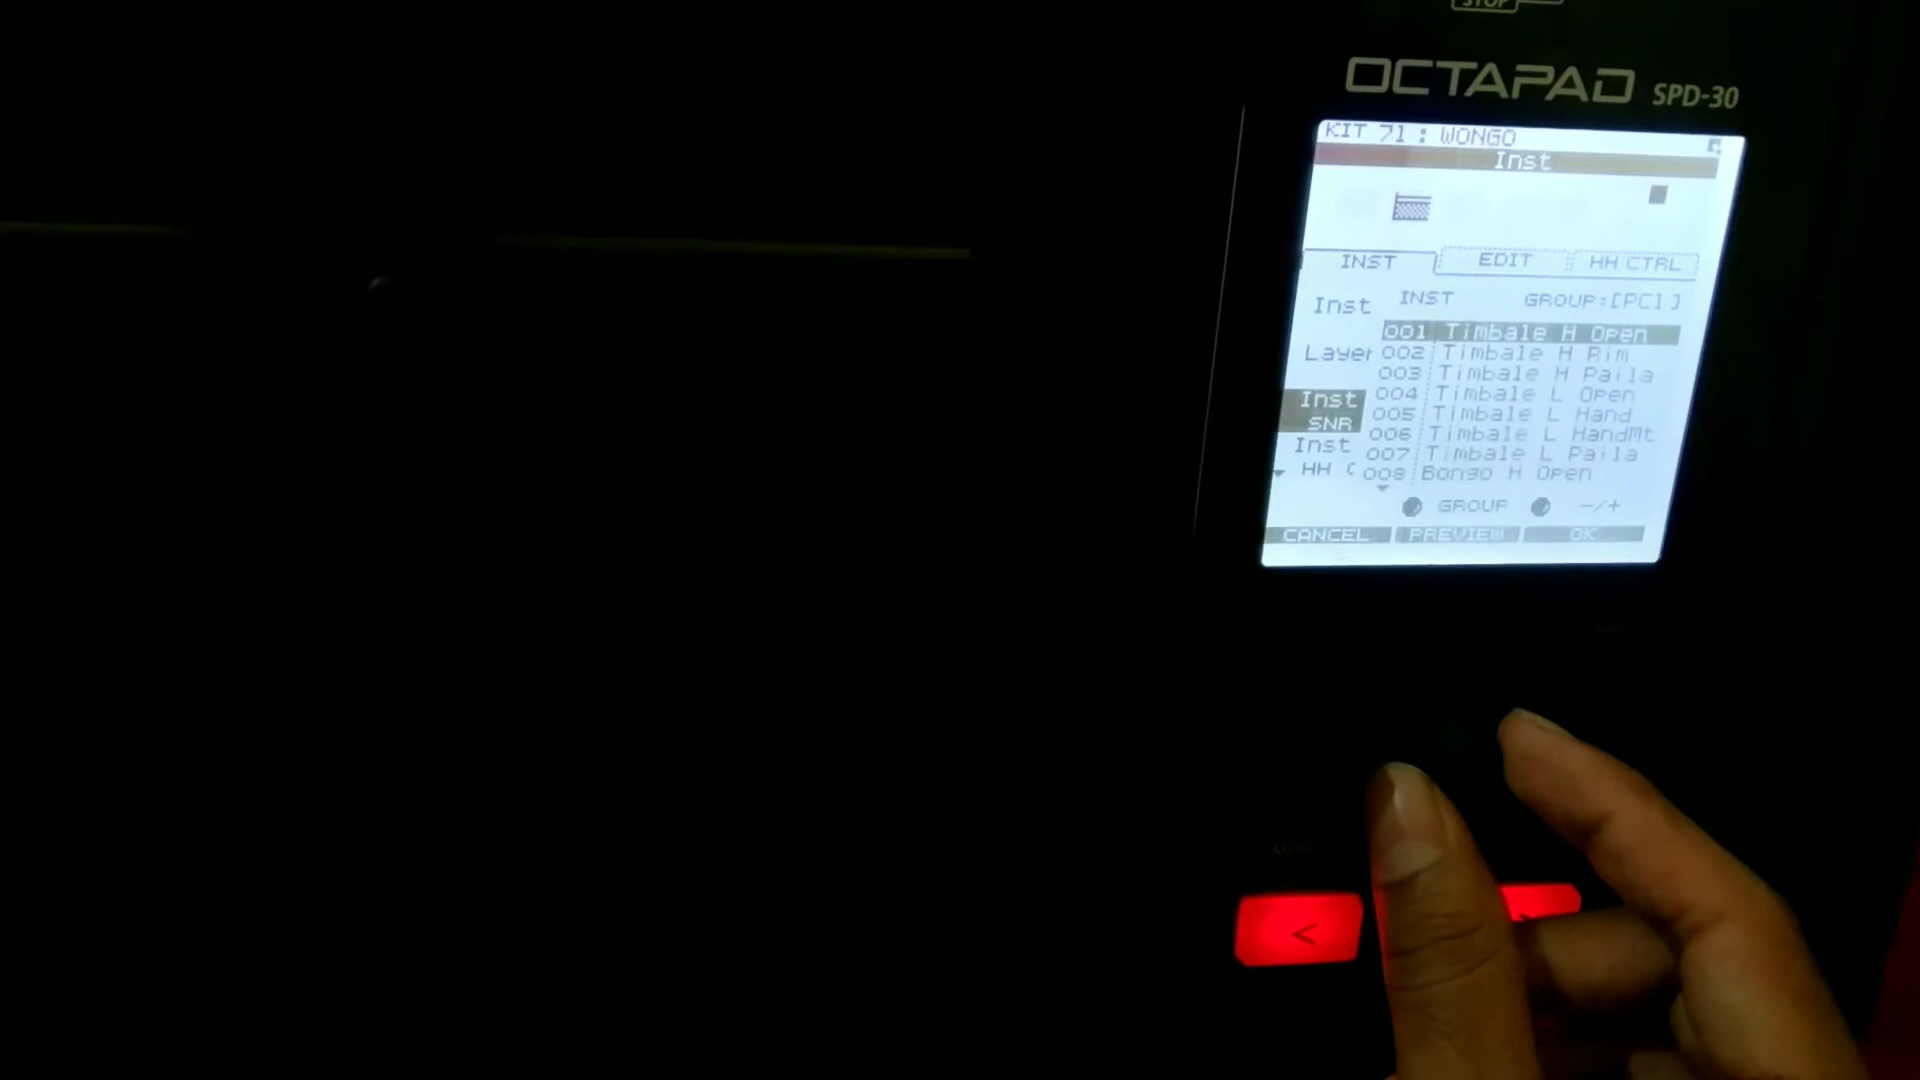 STOP
OCTAPAD SPD-30
KIT 71 : WONGO
Inst
INST EDIT HH CTRL
Inst INST GROUP:[PC1]
001 Timbale H Open
Layer 002 Timbale H Rim
003 Timbale H Paila
Inst 004 Timbale L Open
SNR 005 Timbale L Hand
Inst 006 Timbale L HandMt
007 Timbale L Paila
HH C 008 Bongo H Open
GROUP -/+
CANCEL PREVIEW OK
<